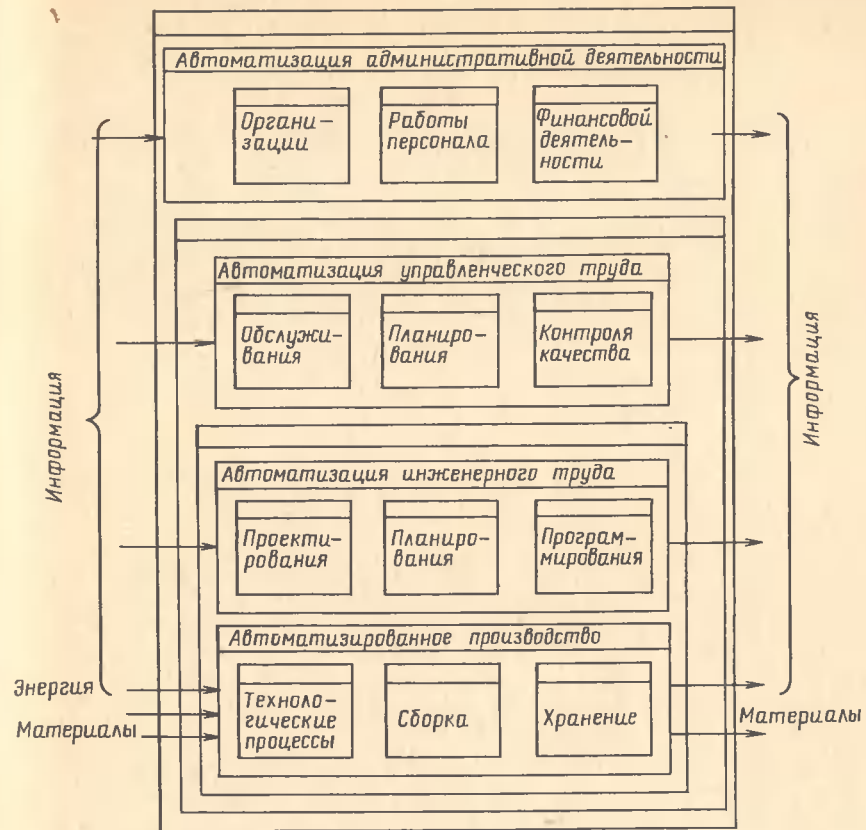 Автоматизация административной деятельности
Органи-
зации
Работы
персонала
Финансовой
деятель-
ности
Автоматизация управленческого труда
Обслужи-
вания
Планиро-
вания
Контроля
качества
Информация
Информация
Автоматизация инженерного труда
Проекти-
рования
Планиро-
вания
Програм-
мирования
Автоматизированное производство
Энергия
Материалы
Техноло-
гические
процессы
Сборка
Хранение
Материалы